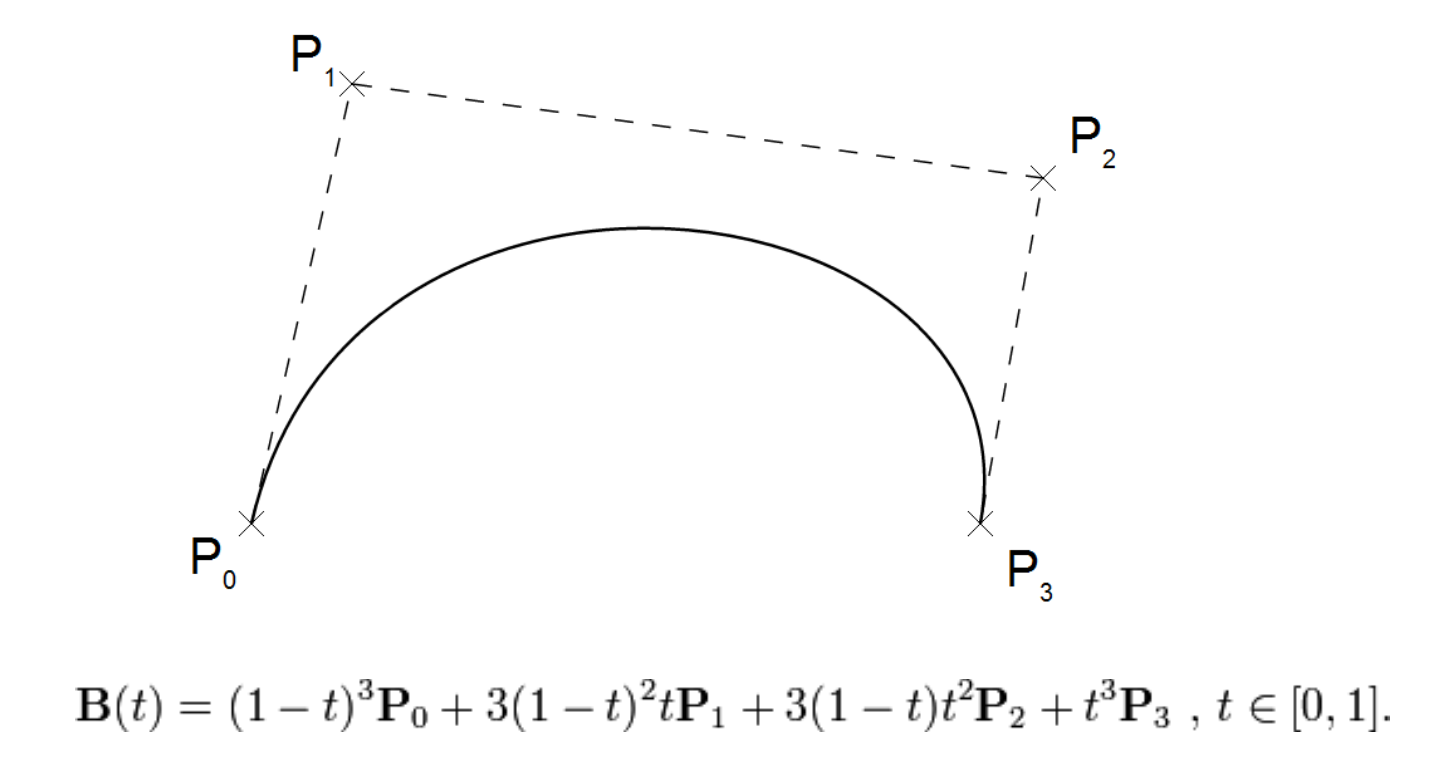 P₁
P₂
P₀
P₃
B(t) = (1 − t)³P₀ + 3(1 − t)²tP₁ + 3(1 − t)t²P₂ + t³P₃ , t ∈ [0, 1].